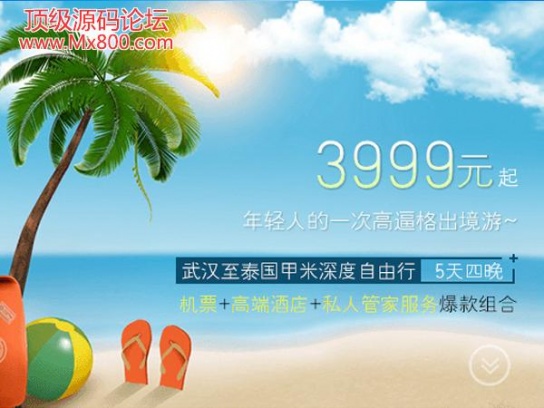 顶级源码论坛
www.Mx800.com
3999元起
年轻人的一次高逼格出境游~
武汉至泰国甲米深度自由行 5天四晚
机票+高端酒店+私人管家服务爆款组合